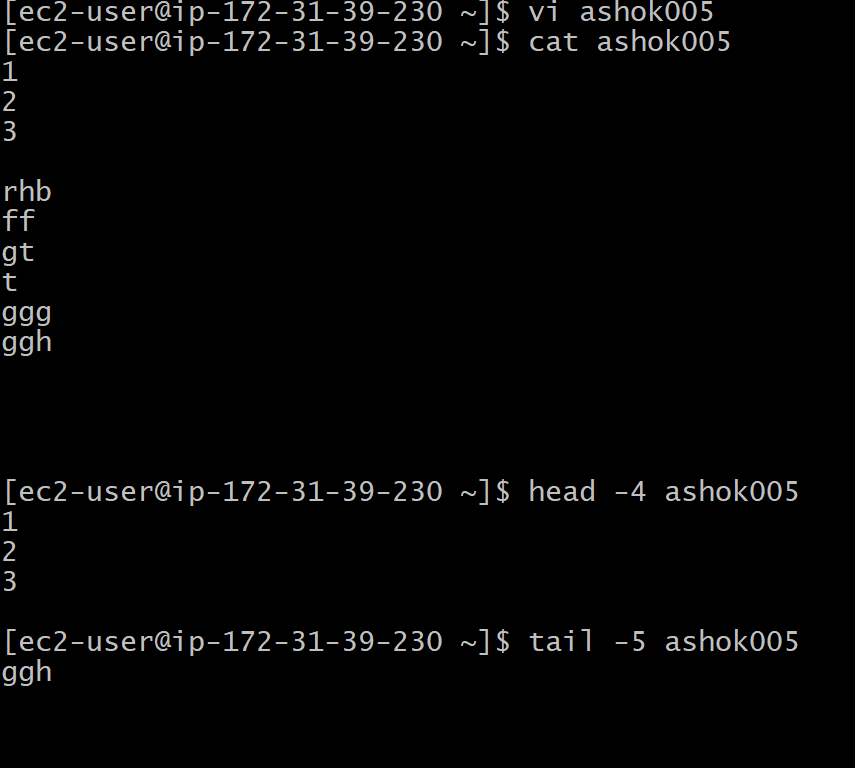 [ec2-user@ip-172-31-39-230 ~]$ vi ashok005
[ec2-user@ip-172-31-39-230 ~]$ cat ashok005
1
2
3

rhb
ff
gt
t
ggg
ggh




[ec2-user@ip-172-31-39-230 ~]$ head -4 ashok005
1
2
3

[ec2-user@ip-172-31-39-230 ~]$ tail -5 ashok005
ggh